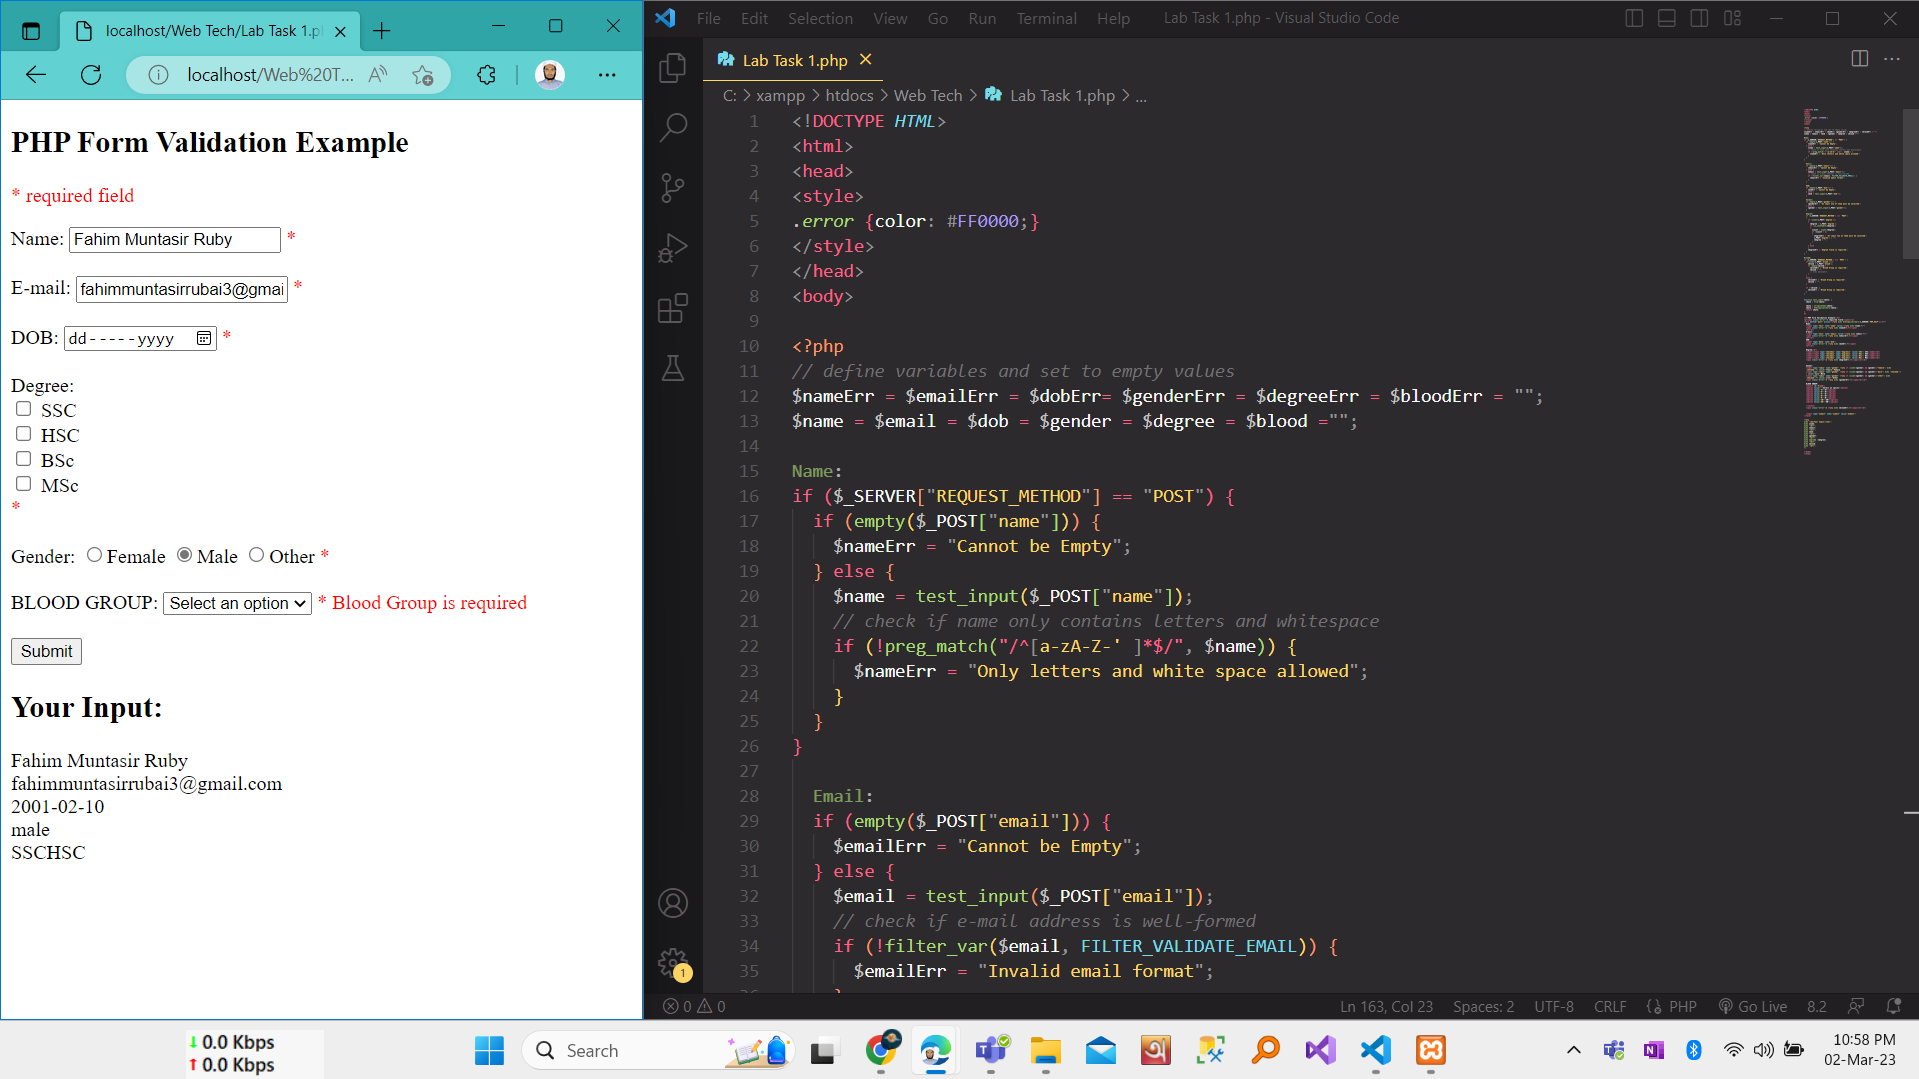 localhost/Web Tech/Lab Task 1.p
localhost/Web%20T...
PHP Form Validation Example
* required field
Name: Fahim Muntasir Ruby *
E-mail: fahimmuntasirrubai3@gmai *
DOB: dd-----yyyy *
Degree:
SSC
HSC
BSc
MSc
*
Gender: Female Male Other *
BLOOD GROUP: Select an option * Blood Group is required
Submit
Your Input:
Fahim Muntasir Ruby
fahimmuntasirrubai3@gmail.com
2001-02-10
male
SSCHSC
File Edit Selection View Go Run Terminal Help Lab Task 1.php - Visual Studio Code
Lab Task 1.php
C: > xampp > htdocs > Web Tech > Lab Task 1.php > ...
1 <!DOCTYPE HTML>
2 <html>
3 <head>
4 <style>
5 .error {color: #FF0000;}
6 </style>
7 </head>
8 <body>
9
10 <?php
11 // define variables and set to empty values
12 $nameErr = $emailErr = $dobErr= $genderErr = $degreeErr = $bloodErr = "";
13 $name = $email = $dob = $gender = $degree = $blood ="";
14
15 Name:
16 if ($_SERVER["REQUEST_METHOD"] == "POST") {
17 if (empty($_POST["name"])) {
18 $nameErr = "Cannot be Empty";
19 } else {
20 $name = test_input($_POST["name"]);
21 // check if name only contains letters and whitespace
22 if (!preg_match("/^[a-zA-Z-' ]*$/", $name)) {
23 $nameErr = "Only letters and white space allowed";
24 }
25 }
26 }
27
28 Email:
29 if (empty($_POST["email"])) {
30 $emailErr = "Cannot be Empty";
31 } else {
32 $email = test_input($_POST["email"]);
33 // check if e-mail address is well-formed
34 if (!filter_var($email, FILTER_VALIDATE_EMAIL)) {
35 $emailErr = "Invalid email format";
1
0 0 Ln 163, Col 23 Spaces: 2 UTF-8 CRLF PHP Go Live 8.2
0.0 Kbps
0.0 Kbps
Search
10:58 PM
02-Mar-23